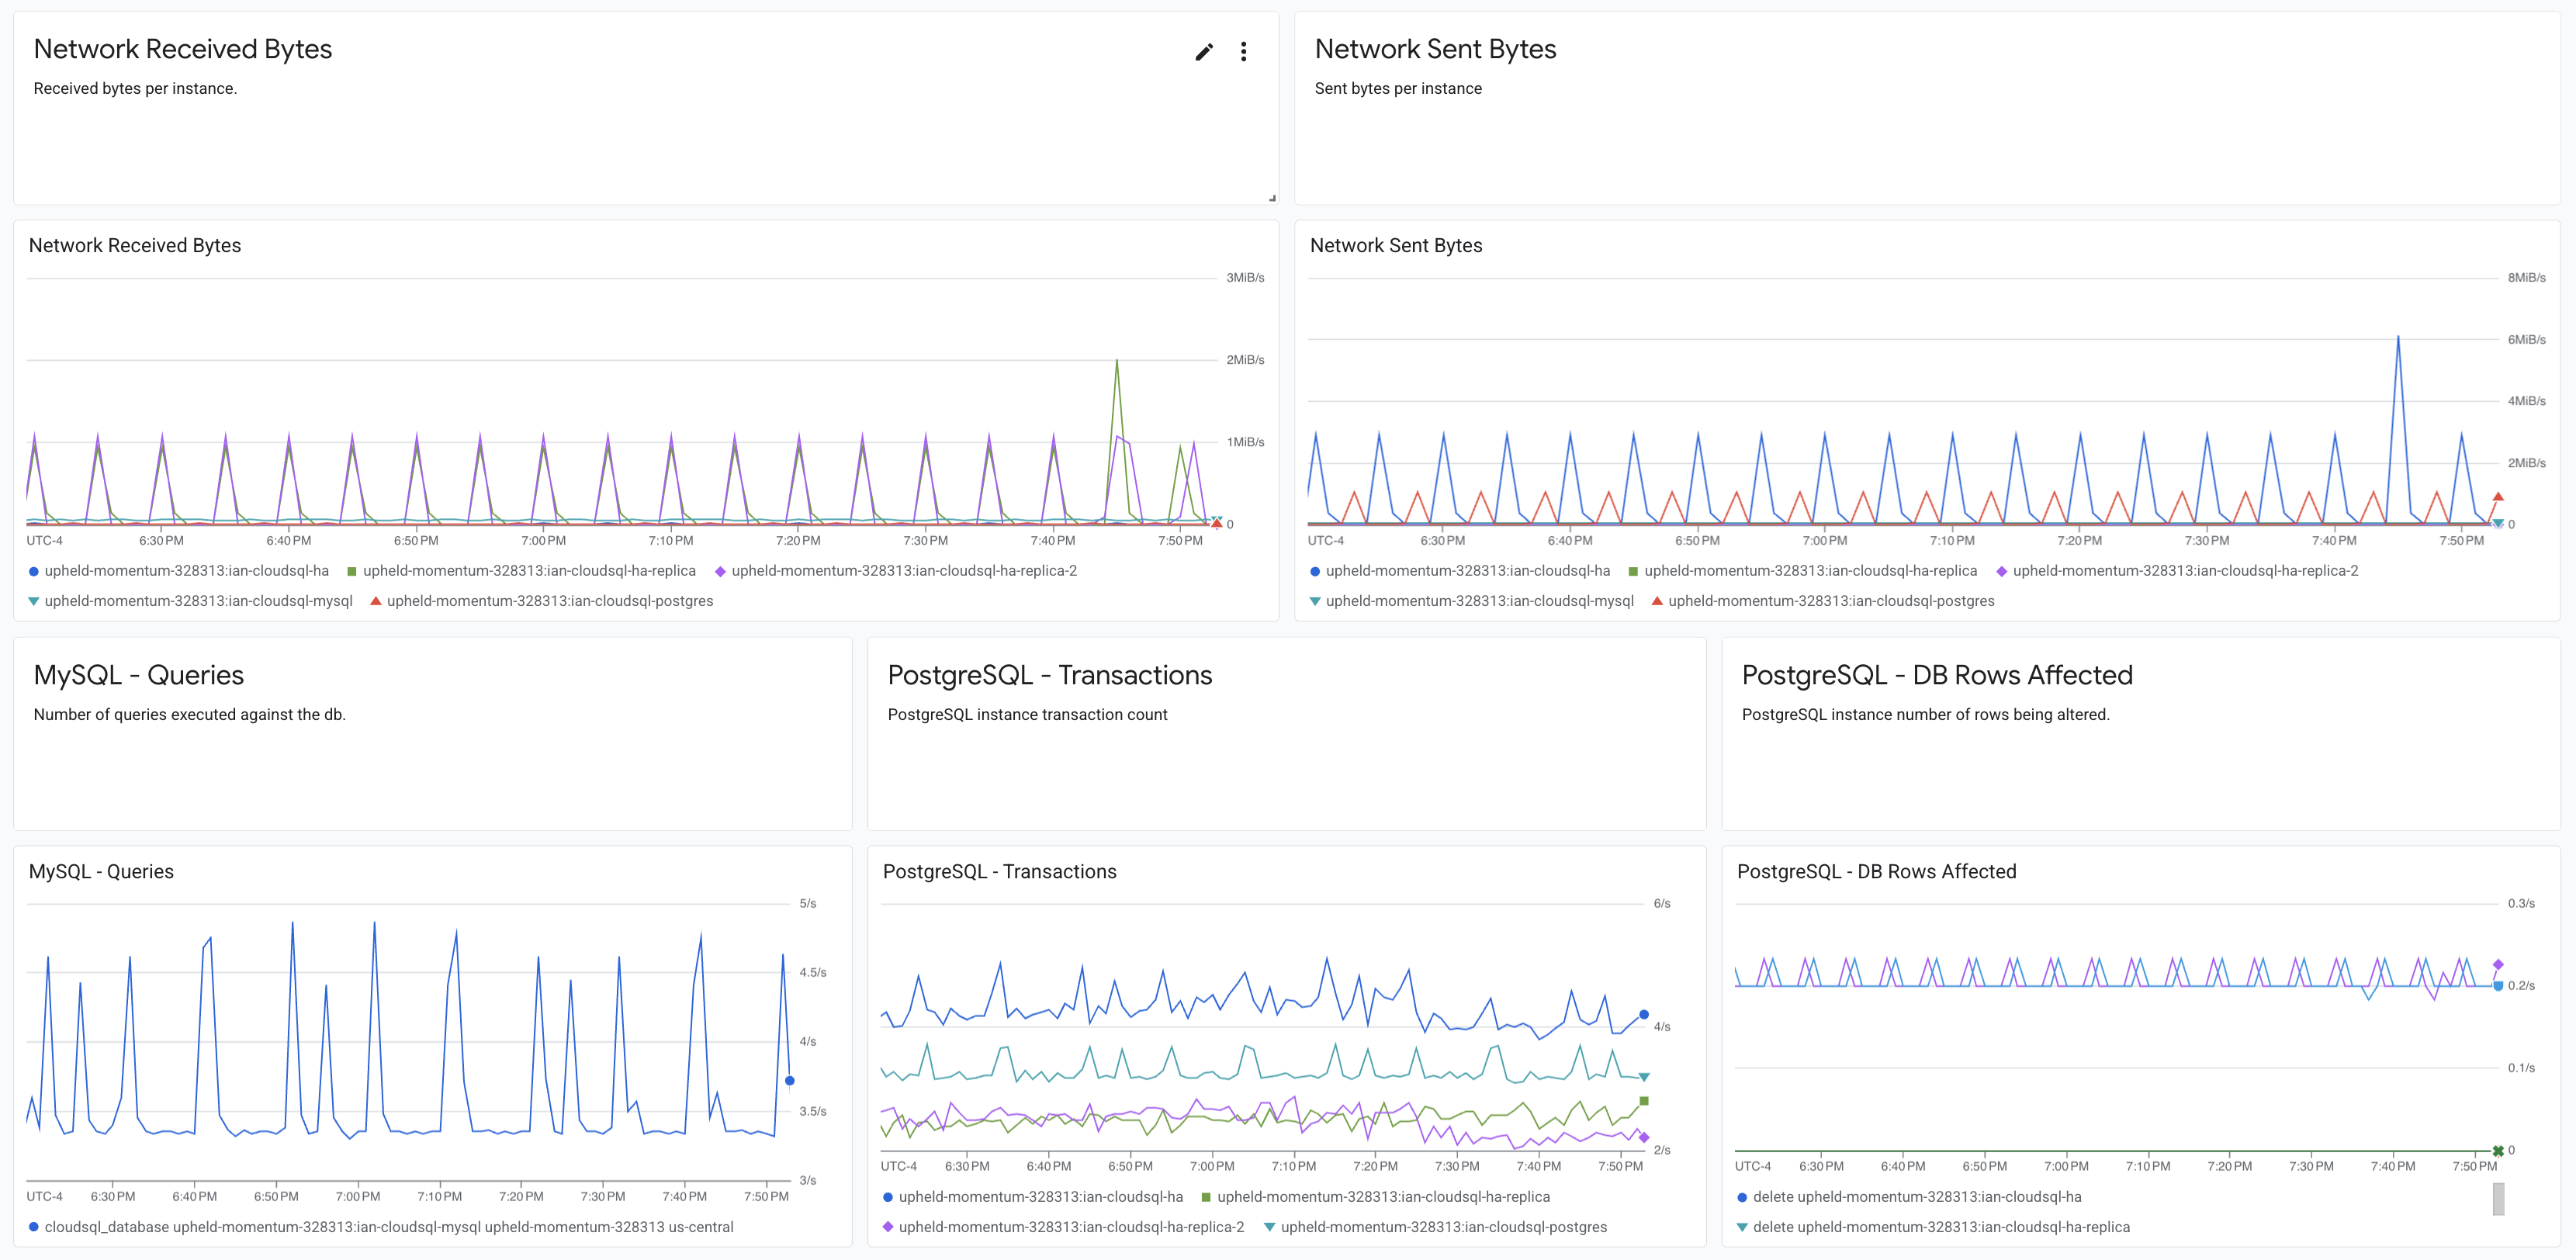 Network Received Bytes
Received bytes per instance.
Network Sent Bytes
Sent bytes per instance
Network Received Bytes
3MiB/s
2MiB/s
1MiB/s
0
UTC-4 6:30 PM 6:40 PM 6:50 PM 7:00 PM 7:10 PM 7:20 PM 7:30 PM 7:40 PM 7:50 PM
upheld-momentum-328313:ian-cloudsql-ha upheld-momentum-328313:ian-cloudsql-ha-replica upheld-momentum-328313:ian-cloudsql-ha-replica-2
upheld-momentum-328313:ian-cloudsql-mysql upheld-momentum-328313:ian-cloudsql-postgres
Network Sent Bytes
8MiB/s
6MiB/s
4MiB/s
2MiB/s
0
UTC-4 6:30 PM 6:40 PM 6:50 PM 7:00 PM 7:10 PM 7:20 PM 7:30 PM 7:40 PM 7:50 PM
upheld-momentum-328313:ian-cloudsql-ha upheld-momentum-328313:ian-cloudsql-ha-replica upheld-momentum-328313:ian-cloudsql-ha-replica-2
upheld-momentum-328313:ian-cloudsql-mysql upheld-momentum-328313:ian-cloudsql-postgres
MySQL - Queries
Number of queries executed against the db.
PostgreSQL - Transactions
PostgreSQL instance transaction count
PostgreSQL - DB Rows Affected
PostgreSQL instance number of rows being altered.
MySQL - Queries
5/s
4.5/s
4/s
3.5/s
3/s
UTC-4 6:30 PM 6:40 PM 6:50 PM 7:00 PM 7:10 PM 7:20 PM 7:30 PM 7:40 PM 7:50 PM
cloudsql_database upheld-momentum-328313:ian-cloudsql-mysql upheld-momentum-328313 us-central
PostgreSQL - Transactions
6/s
4/s
2/s
UTC-4 6:30 PM 6:40 PM 6:50 PM 7:00 PM 7:10 PM 7:20 PM 7:30 PM 7:40 PM 7:50 PM
upheld-momentum-328313:ian-cloudsql-ha upheld-momentum-328313:ian-cloudsql-ha-replica
upheld-momentum-328313:ian-cloudsql-ha-replica-2 upheld-momentum-328313:ian-cloudsql-postgres
PostgreSQL - DB Rows Affected
0.3/s
0.2/s
0.1/s
0
UTC-4 6:30 PM 6:40 PM 6:50 PM 7:00 PM 7:10 PM 7:20 PM 7:30 PM 7:40 PM 7:50 PM
delete upheld-momentum-328313:ian-cloudsql-ha
delete upheld-momentum-328313:ian-cloudsql-ha-replica